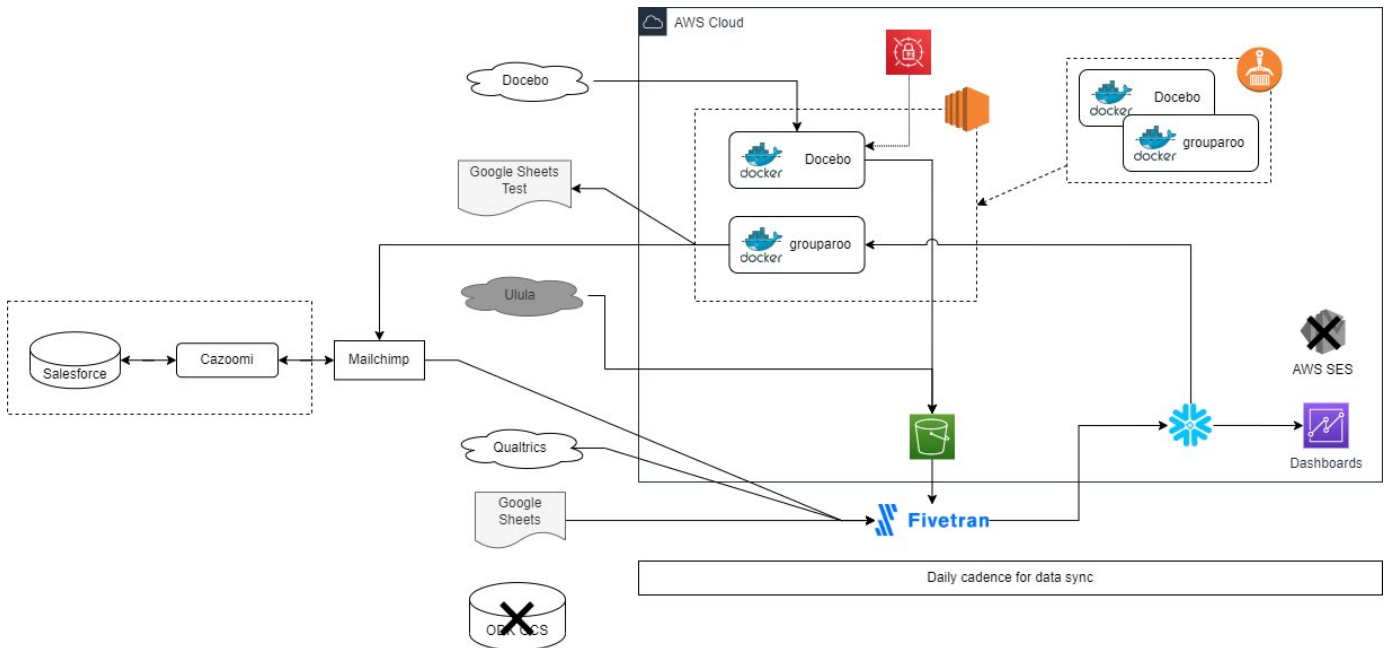 AWS Cloud
Docebo
docker
Docebo
docker
grouparoo
docker
Docebo
Google Sheets
Test
docker
grouparoo
Ulula
Salesforce
Cazoomi
Mailchimp
AWS SES
Qualtrics
Dashboards
Google
Sheets
Fivetran
Daily cadence for data sync